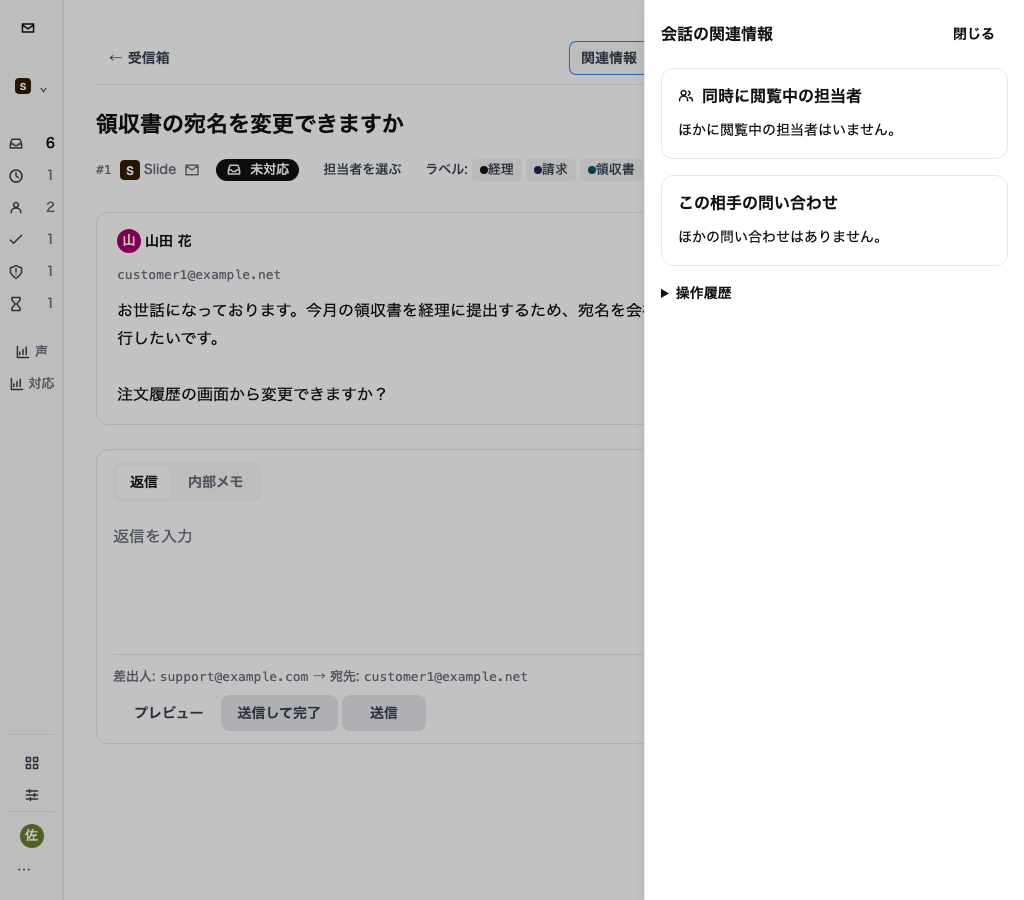 S
6
1
2
1
1
1
声
対応
佐
…
← 受信箱
関連情報
領収書の宛名を変更できますか
#1 S Slide 未対応 担当者を選ぶ ラベル: 経理 請求 領収書
山 山田 花
customer1@example.net
お世話になっております。今月の領収書を経理に提出するため、宛名を会
行したいです。
注文履歴の画面から変更できますか？
返信 内部メモ
返信を入力
差出人: support@example.com → 宛先: customer1@example.net
プレビュー 送信して完了 送信
会話の関連情報 閉じる
同時に閲覧中の担当者
ほかに閲覧中の担当者はいません。
この相手の問い合わせ
ほかの問い合わせはありません。
操作履歴